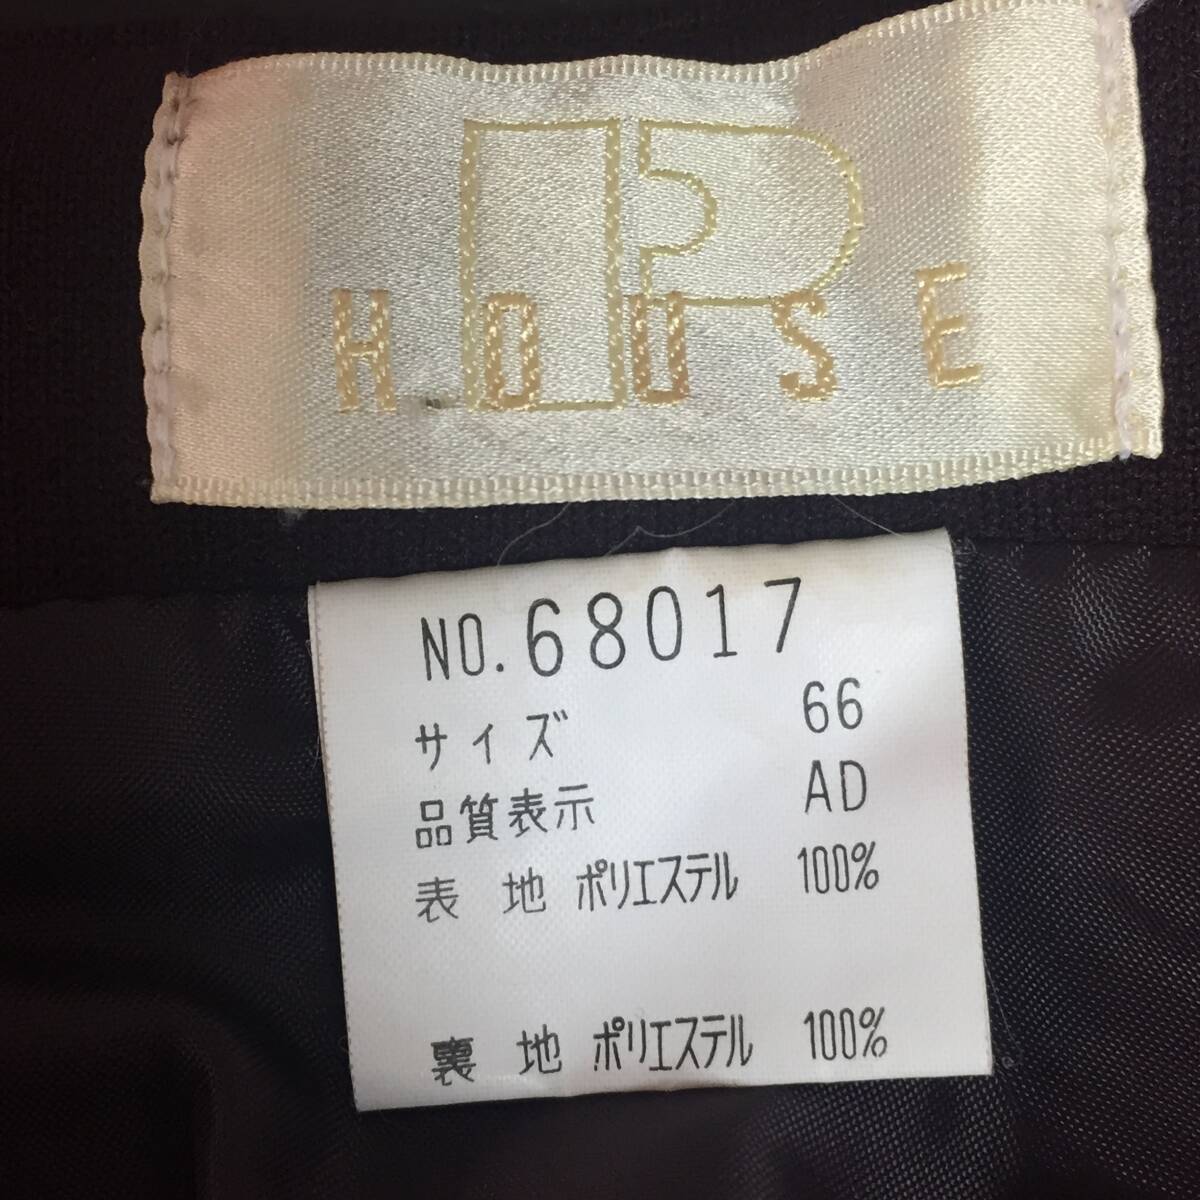 IP
HOUSE
NO.68017
サイズ 66
品質表示 AD
表地 ポリエステル 100%
裏地 ポリエステル 100%